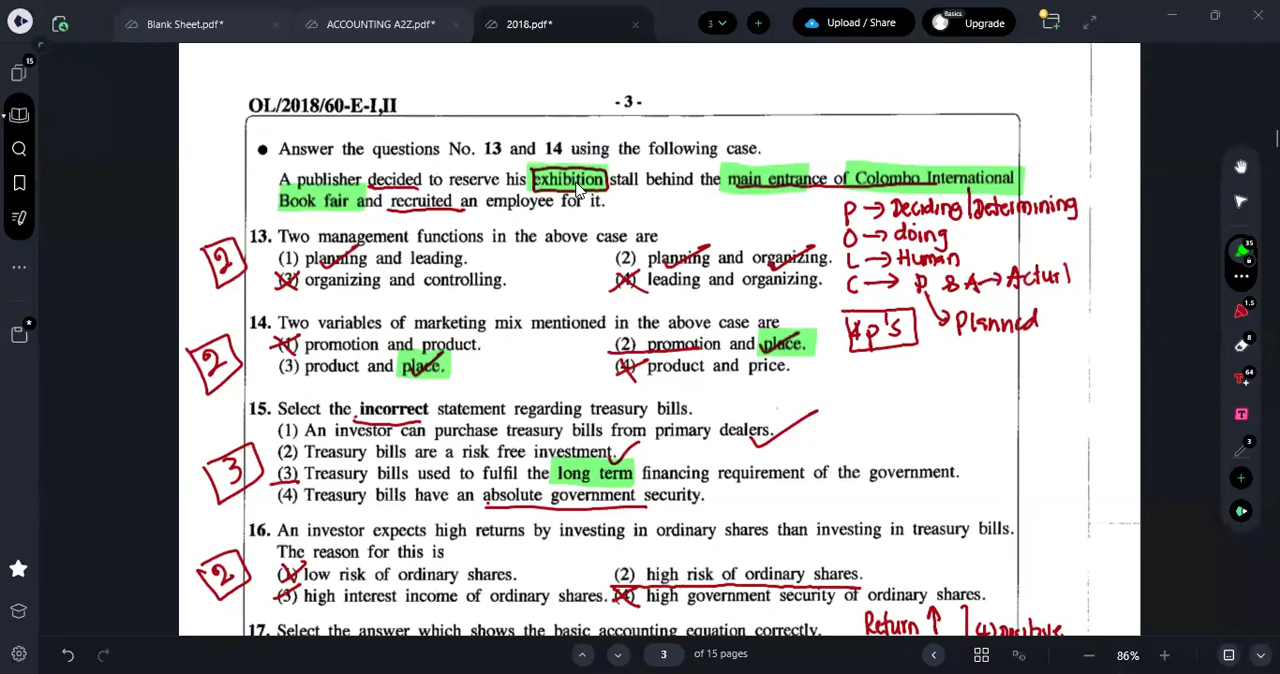 Blank Sheet.pdf*
ACCOUNTING A2Z.pdf*
2018.pdf*
3
Upload / Share
Basics
Upgrade
15
OL/2018/60-E-I,II
- 3 -
● Answer the questions No. 13 and 14 using the following case.
A publisher decided to reserve his exhibition stall behind the main entrance of Colombo International
Book fair and recruited an employee for it.
P → Deciding/Determining
O → doing
L → Human
C → P & A → Actual
Planned
4p's
13. Two management functions in the above case are
(1) planning and leading. (2) planning and organizing.
(3) organizing and controlling. (4) leading and organizing.
2
14. Two variables of marketing mix mentioned in the above case are
(1) promotion and product. (2) promotion and place.
(3) product and place. (4) product and price.
2
15. Select the incorrect statement regarding treasury bills.
(1) An investor can purchase treasury bills from primary dealers.
(2) Treasury bills are a risk free investment.
(3) Treasury bills used to fulfil the long term financing requirement of the government.
(4) Treasury bills have an absolute government security.
3
16. An investor expects high returns by investing in ordinary shares than investing in treasury bills.
The reason for this is
(1) low risk of ordinary shares. (2) high risk of ordinary shares.
(3) high interest income of ordinary shares. (4) high government security of ordinary shares.
2
17. Select the answer which shows the basic accounting equation correctly.
Return ↑ ] (+) positive
35
1.5
8
64
3
3
of 15 pages
86%